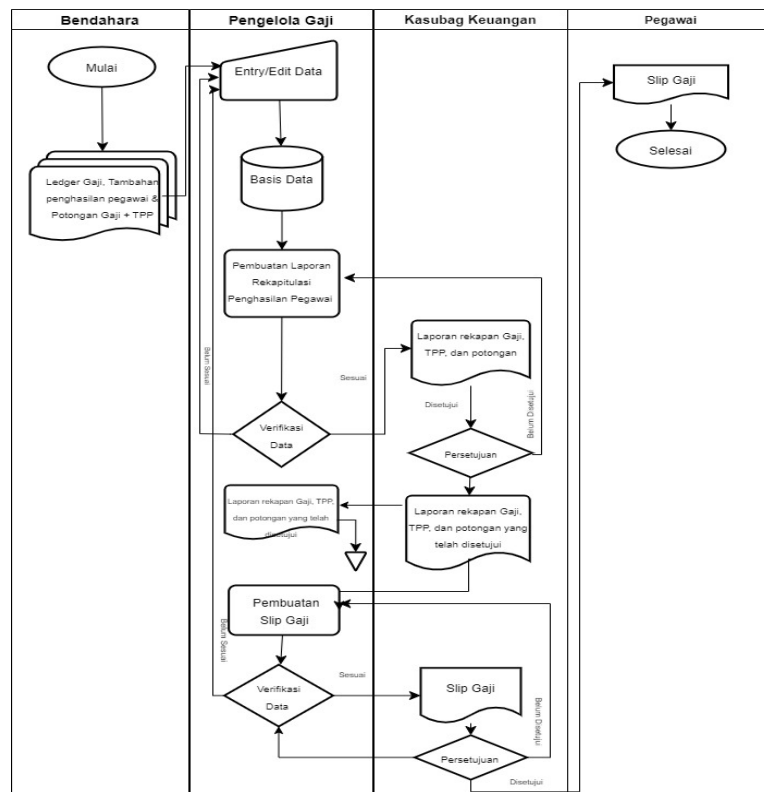 Bendahara
Pengelola Gaji
Kasubag Keuangan
Pegawai
Mulai
Entry/Edit Data
Slip Gaji
Selesai
Ledger Gaji, Tambahan
penghasilan pegawai &
Potongan Gaji + TPP
Basis Data
Pembuatan Laporan
Rekapitulasi
Penghasilan Pegawai
Belum Sesuai
Laporan rekapan Gaji,
TPP, dan potongan
Sesuai
Disetujui
Belum Disetujui
Verifikasi
Data
Persetujuan
Laporan rekapan Gaji, TPP,
dan potongan yang telah
disetujui
Laporan rekapan Gaji,
TPP, dan potongan yang
telah disetujui
Pembuatan
Slip Gaji
Belum Sesuai
Sesuai
Verifikasi
Data
Slip Gaji
Belum Disetujui
Persetujuan
Disetujui